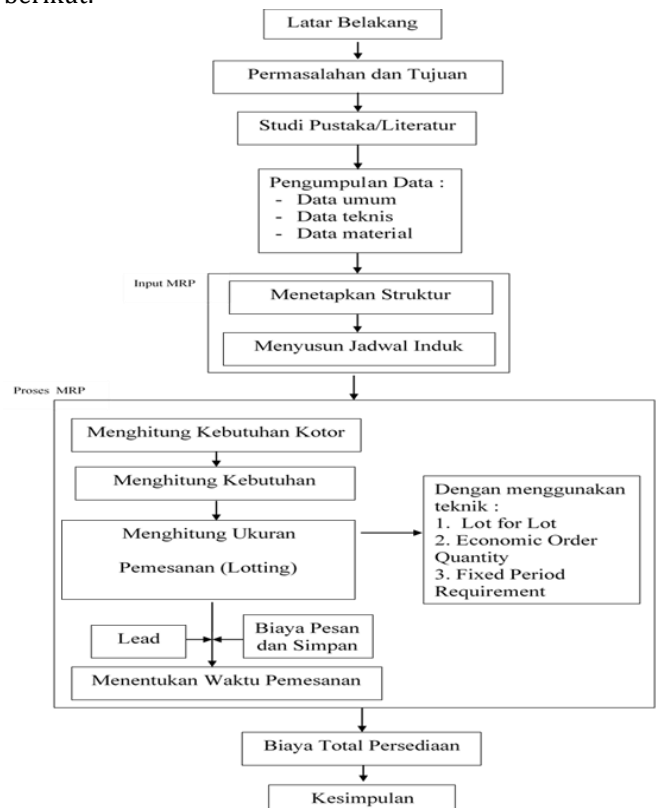 berikut.
Latar Belakang
Permasalahan dan Tujuan
Studi Pustaka/Literatur
Pengumpulan Data :
- Data umum
- Data teknis
- Data material
Input MRP
Menetapkan Struktur
Menyusun Jadwal Induk
Proses MRP
Menghitung Kebutuhan Kotor
Menghitung Kebutuhan
Menghitung Ukuran
Pemesanan (Lotting)
Dengan menggunakan
teknik :
1. Lot for Lot
2. Economic Order
Quantity
3. Fixed Period
Requirement
Lead
Biaya Pesan
dan Simpan
Menentukan Waktu Pemesanan
Biaya Total Persediaan
Kesimpulan